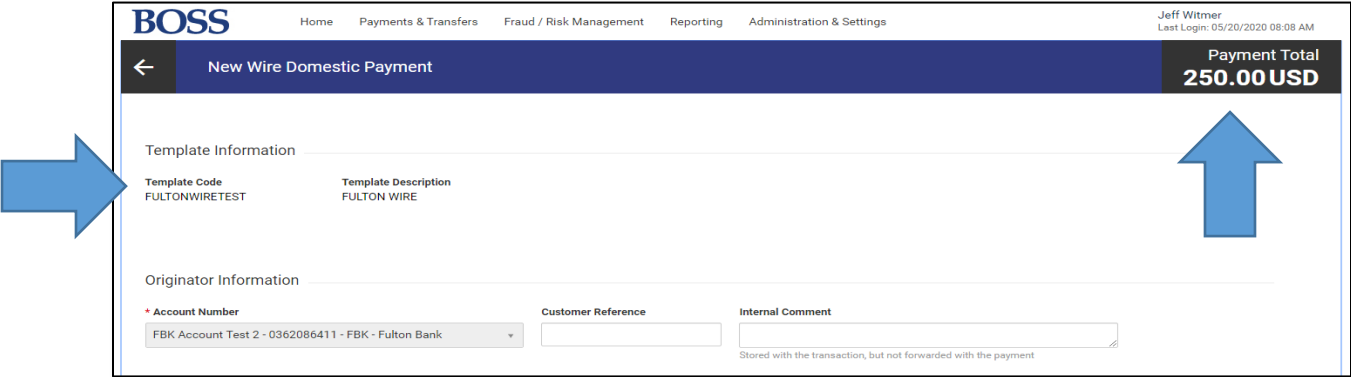 BOSS Home Payments & Transfers Fraud / Risk Management Reporting Administration & Settings Jeff Witmer
Last Login: 05/20/2020 08:08 AM
New Wire Domestic Payment Payment Total
250.00 USD
Template Information
Template Code Template Description
FULTONWIRETEST FULTON WIRE
Originator Information
* Account Number Customer Reference Internal Comment
FBK Account Test 2 - 0362086411 - FBK - Fulton Bank
Stored with the transaction, but not forwarded with the payment